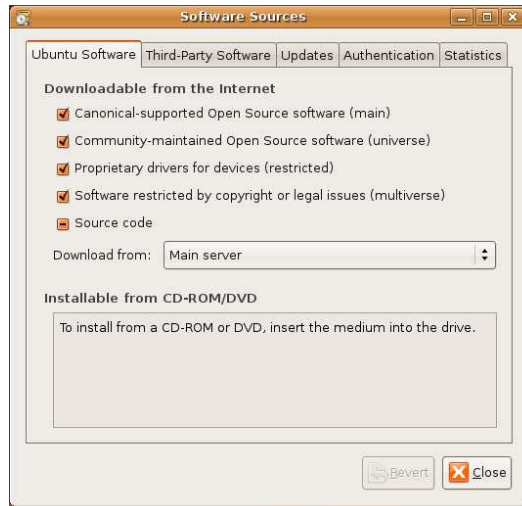 Software Sources
Ubuntu Software
Third-Party Software
Updates
Authentication
Statistics
Downloadable from the Internet
Canonical-supported Open Source software (main)
Community-maintained Open Source software (universe)
Proprietary drivers for devices (restricted)
Software restricted by copyright or legal issues (multiverse)
Source code
Download from: Main server
Installable from CD-ROM/DVD
To install from a CD-ROM or DVD, insert the medium into the drive.
Revert
Close